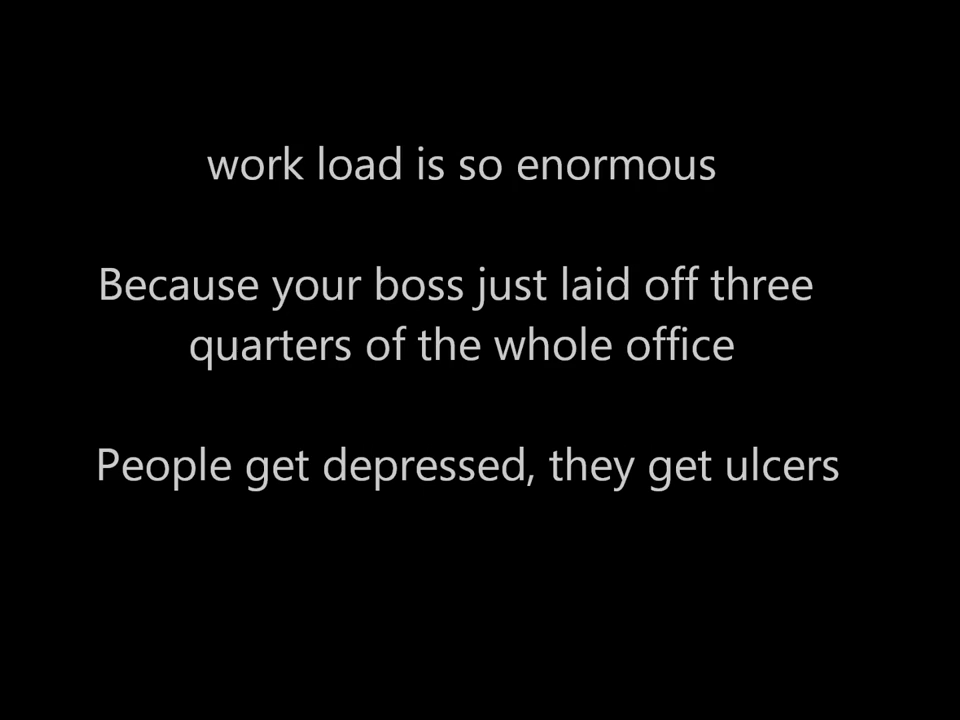 work load is so enormous
Because your boss just laid off three
quarters of the whole office
People get depressed, they get ulcers